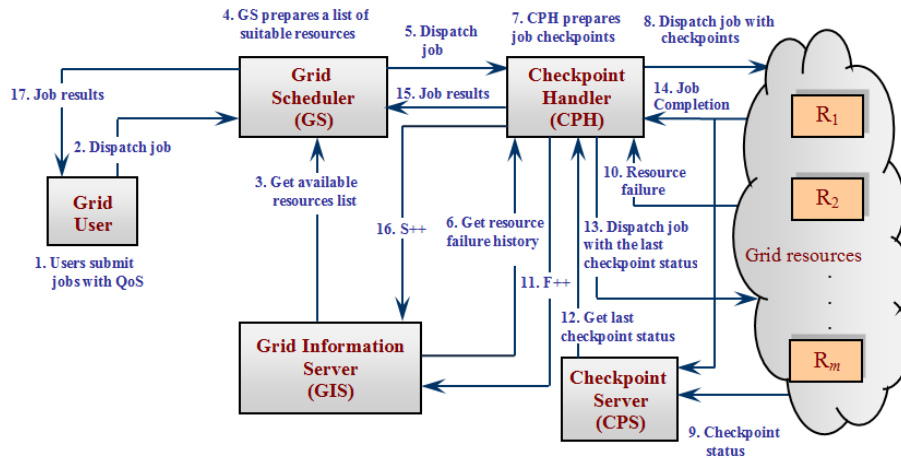 4. GS prepares a list of
suitable resources
5. Dispatch
job
7. CPH prepares
job checkpoints
8. Dispatch job with
checkpoints
17. Job results
Grid
Scheduler
(GS)
15. Job results
Checkpoint
Handler
(CPH)
14. Job
Completion
R1
2. Dispatch job
3. Get available
resources list
10. Resource
failure
R2
Grid
User
16. S++
6. Get resource
failure history
13. Dispatch job
with the last
checkpoint status
Grid resources
1. Users submit
jobs with QoS
11. F++
12. Get last
checkpoint status
.
.
.
Grid Information
Server
(GIS)
Checkpoint
Server
(CPS)
Rm
9. Checkpoint
status